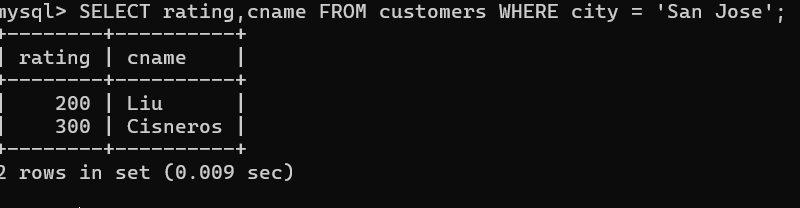 mysql> SELECT rating,cname FROM customers WHERE city = 'San Jose';
+--------+----------+
| rating | cname    |
+--------+----------+
|    200 | Liu      |
|    300 | Cisneros |
+--------+----------+
2 rows in set (0.009 sec)